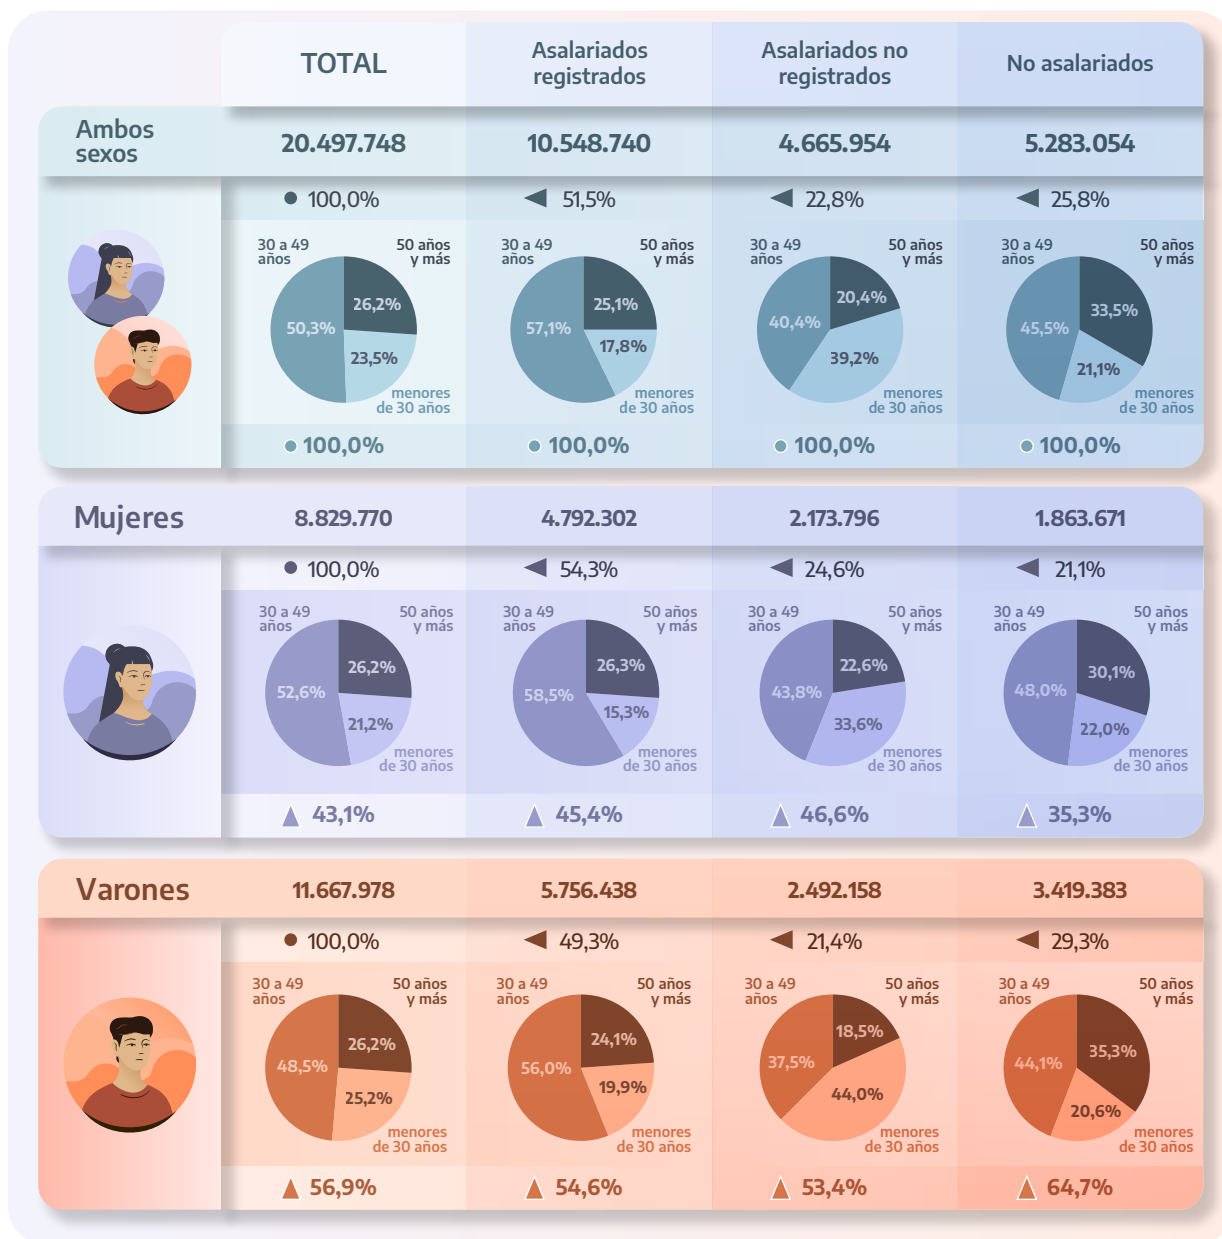 TOTAL
Asalariados
registrados
Asalariados no
registrados
No asalariados
Ambos
sexos
20.497.748
10.548.740
4.665.954
5.283.054
100,0%
51,5%
22,8%
25,8%
30 a 49
años
50 años
y más
26,2%
50,3%
23,5%
menores
de 30 años
30 a 49
años
50 años
y más
25,1%
57,1%
17,8%
menores
de 30 años
30 a 49
años
50 años
y más
20,4%
40,4%
39,2%
menores
de 30 años
30 a 49
años
50 años
y más
33,5%
45,5%
21,1%
menores
de 30 años
100,0%
100,0%
100,0%
100,0%
Mujeres
8.829.770
4.792.302
2.173.796
1.863.671
100,0%
54,3%
24,6%
21,1%
30 a 49
años
50 años
y más
26,2%
52,6%
21,2%
menores
de 30 años
30 a 49
años
50 años
y más
26,3%
58,5%
15,3%
menores
de 30 años
30 a 49
años
50 años
y más
22,6%
43,8%
33,6%
menores
de 30 años
30 a 49
años
50 años
y más
30,1%
48,0%
22,0%
menores
de 30 años
43,1%
45,4%
46,6%
35,3%
Varones
11.667.978
5.756.438
2.492.158
3.419.383
100,0%
49,3%
21,4%
29,3%
30 a 49
años
50 años
y más
26,2%
48,5%
25,2%
menores
de 30 años
30 a 49
años
50 años
y más
24,1%
56,0%
19,9%
menores
de 30 años
30 a 49
años
50 años
y más
18,5%
37,5%
44,0%
menores
de 30 años
30 a 49
años
50 años
y más
35,3%
44,1%
20,6%
menores
de 30 años
56,9%
54,6%
53,4%
64,7%